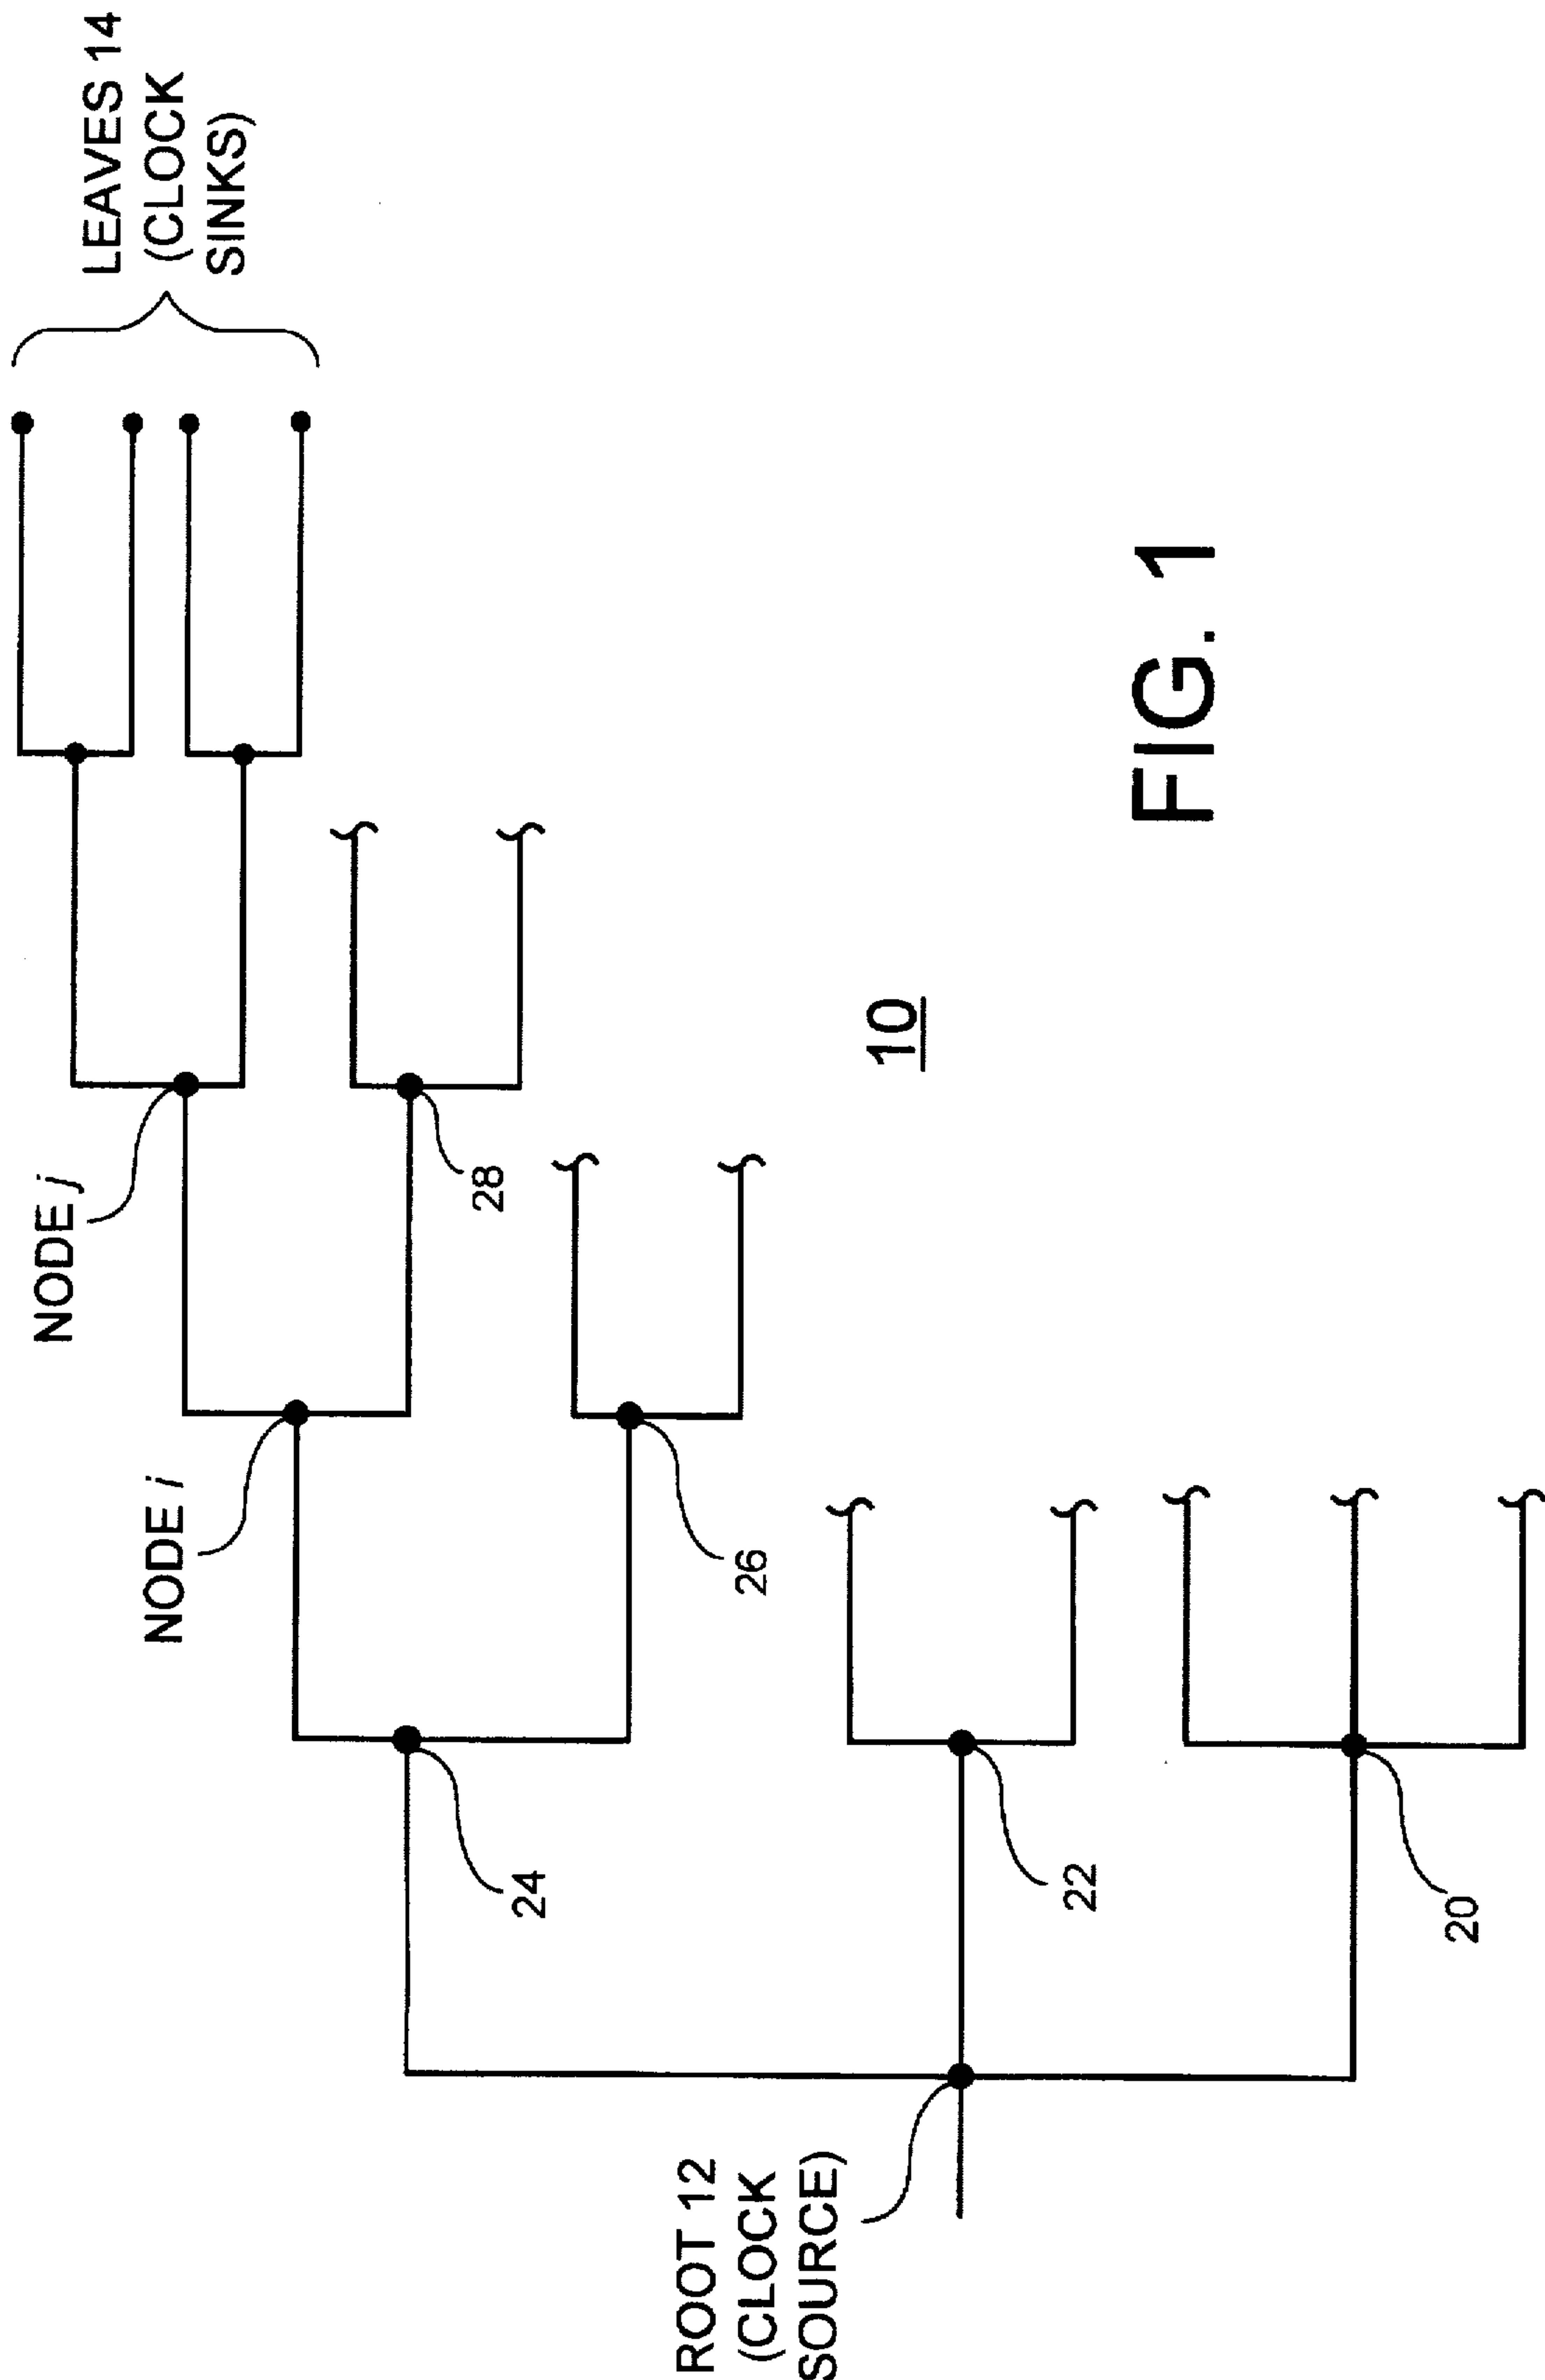 LEAVES 14
(CLOCK
SINKS)
NODE j
NODE i
28
26
24
22
20
ROOT 12
(CLOCK
SOURCE)
10
FIG. 1